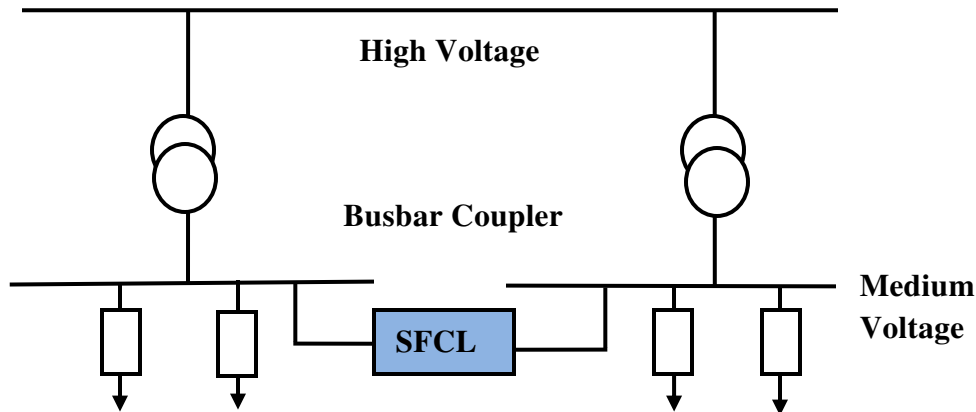 High Voltage
Busbar Coupler
Medium
Voltage
SFCL